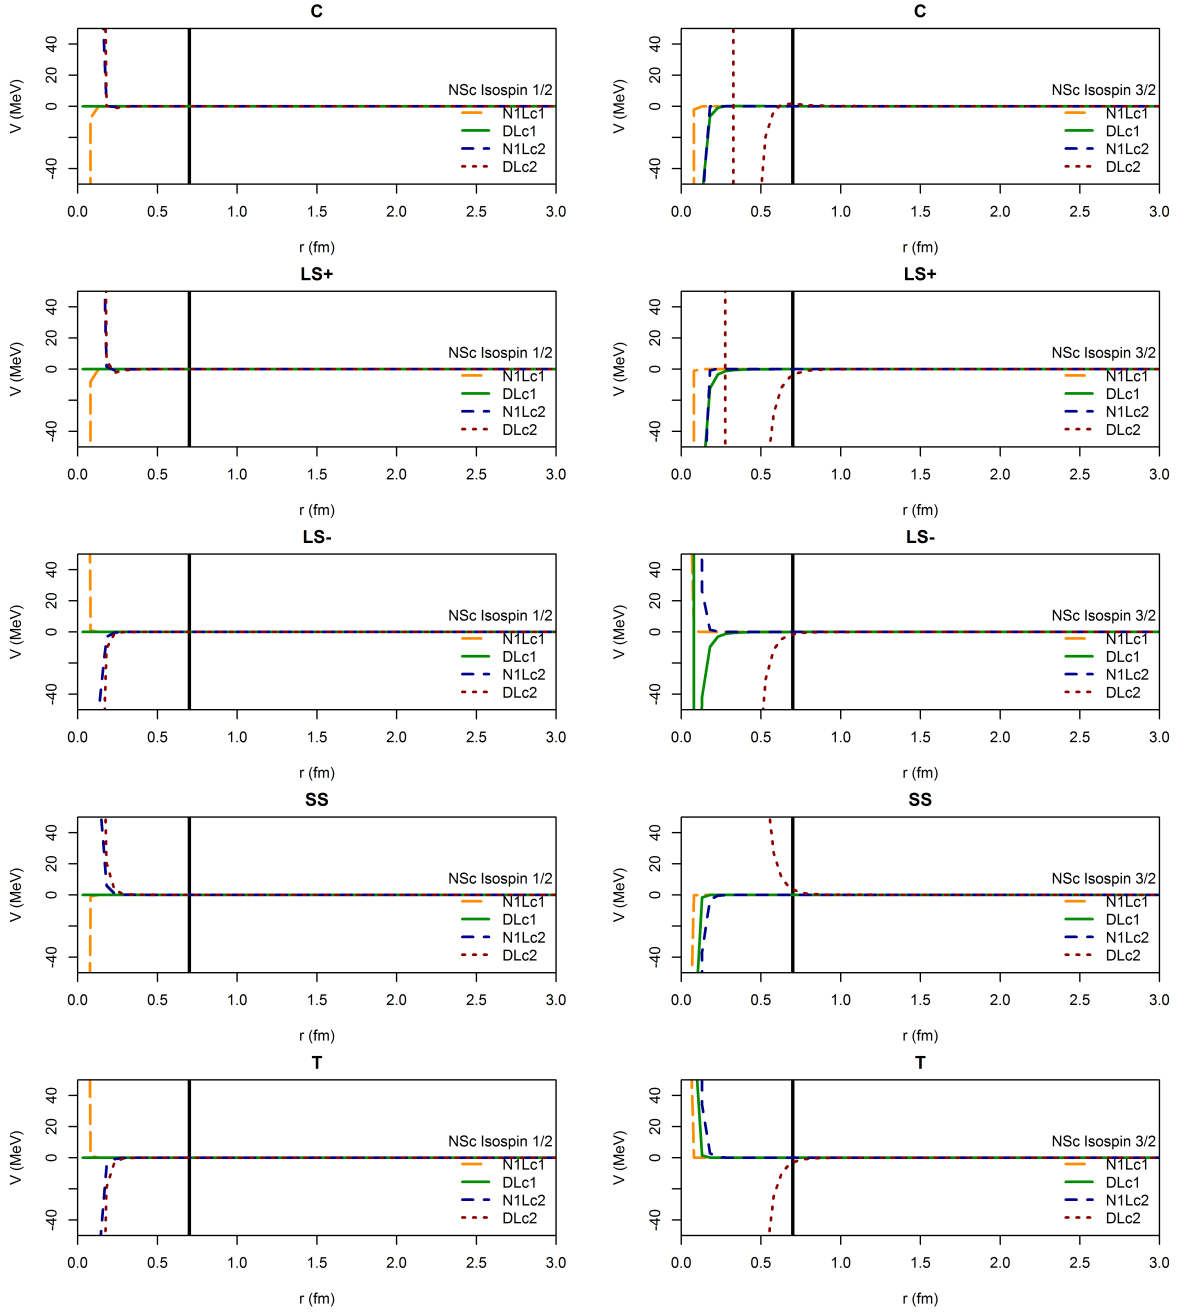 C
V (MeV)
40
20
0
-40
NSc Isospin 1/2
N1Lc1
DLc1
N1Lc2
DLc2
0.0 0.5 1.0 1.5 2.0 2.5 3.0
r (fm)
C
V (MeV)
40
20
0
-40
NSc Isospin 3/2
N1Lc1
DLc1
N1Lc2
DLc2
0.0 0.5 1.0 1.5 2.0 2.5 3.0
r (fm)
LS+
V (MeV)
40
20
0
-40
NSc Isospin 1/2
N1Lc1
DLc1
N1Lc2
DLc2
0.0 0.5 1.0 1.5 2.0 2.5 3.0
r (fm)
LS+
V (MeV)
40
20
0
-40
NSc Isospin 3/2
N1Lc1
DLc1
N1Lc2
DLc2
0.0 0.5 1.0 1.5 2.0 2.5 3.0
r (fm)
LS-
V (MeV)
40
20
0
-40
NSc Isospin 1/2
N1Lc1
DLc1
N1Lc2
DLc2
0.0 0.5 1.0 1.5 2.0 2.5 3.0
r (fm)
LS-
V (MeV)
40
20
0
-40
NSc Isospin 3/2
N1Lc1
DLc1
N1Lc2
DLc2
0.0 0.5 1.0 1.5 2.0 2.5 3.0
r (fm)
SS
V (MeV)
40
20
0
-40
NSc Isospin 1/2
N1Lc1
DLc1
N1Lc2
DLc2
0.0 0.5 1.0 1.5 2.0 2.5 3.0
r (fm)
SS
V (MeV)
40
20
0
-40
NSc Isospin 3/2
N1Lc1
DLc1
N1Lc2
DLc2
0.0 0.5 1.0 1.5 2.0 2.5 3.0
r (fm)
T
V (MeV)
40
20
0
-40
NSc Isospin 1/2
N1Lc1
DLc1
N1Lc2
DLc2
0.0 0.5 1.0 1.5 2.0 2.5 3.0
r (fm)
T
V (MeV)
40
20
0
-40
NSc Isospin 3/2
N1Lc1
DLc1
N1Lc2
DLc2
0.0 0.5 1.0 1.5 2.0 2.5 3.0
r (fm)